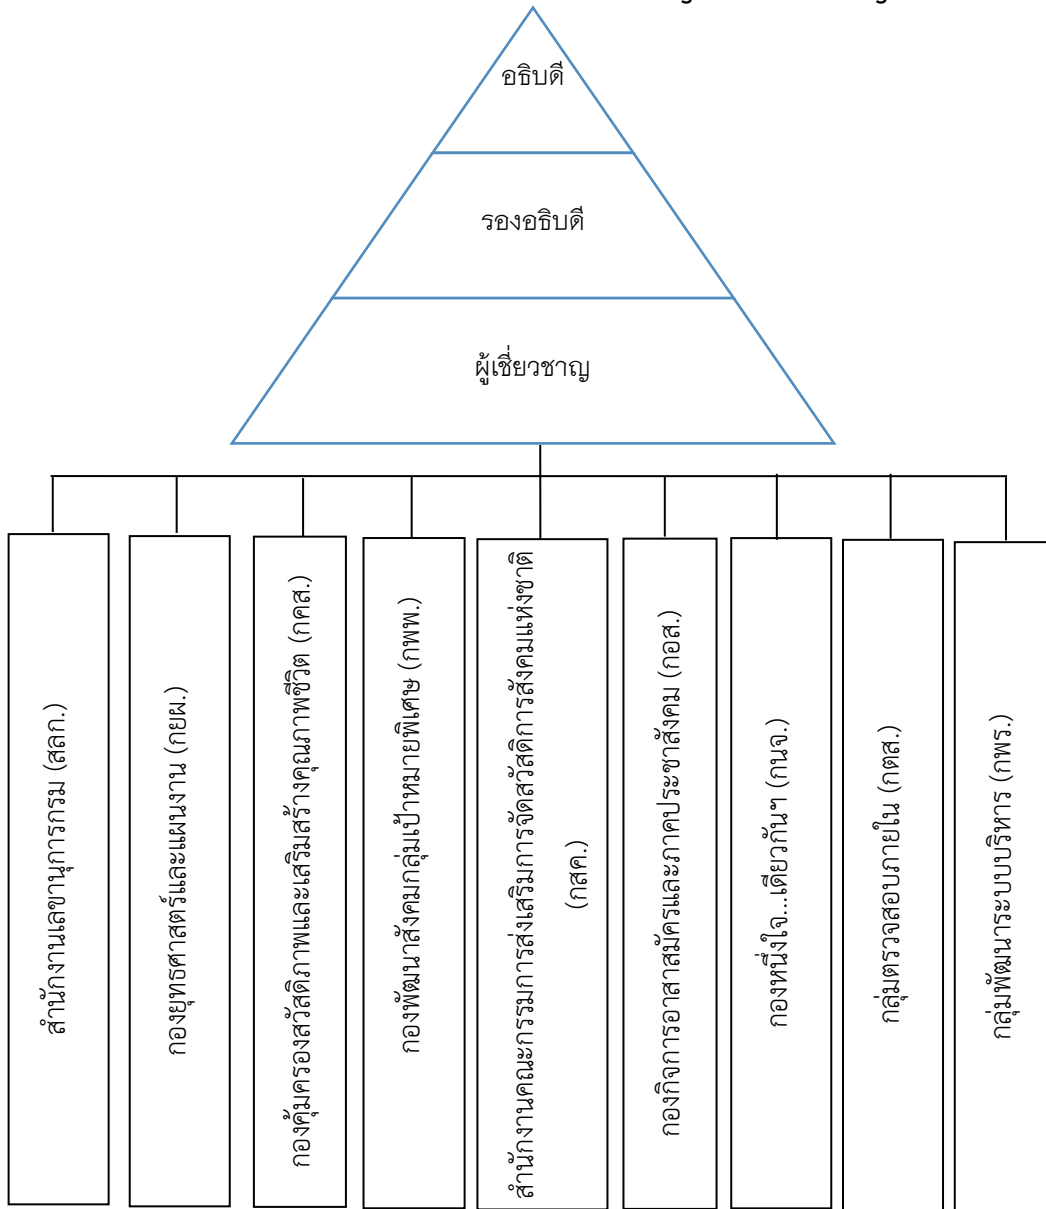 อธิบดี
รองอธิบดี
ผู้เชี่ยวชาญ
สำนักงานเลขานุการกรม (สลก.)
กองยุทธศาสตร์และแผนงาน (กยผ.)
กองคุ้มครองสวัสดิภาพและเสริมสร้างคุณภาพชีวิต (กคส.)
กองพัฒนาสังคมกลุ่มเป้าหมายพิเศษ (กพพ.)
สำนักงานคณะกรรมการส่งเสริมการจัดสวัสดิการสังคมแห่งชาติ
(กสค.)
กองกิจการอาสาสมัครและภาคประชาสังคม (กอส.)
กองหนึ่งใจ...เดียวกันฯ (กนจ.)
กลุ่มตรวจสอบภายใน (กตส.)
กลุ่มพัฒนาระบบบริหาร (กพร.)